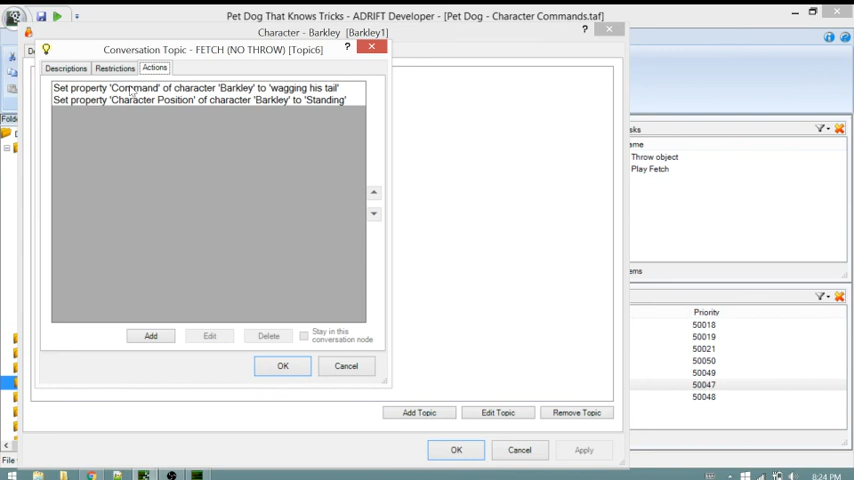 Pet Dog That Knows Tricks - ADRIFT Developer - [Pet Dog - Character Commands.taf]
Character - Barkley [Barkley1]
?
Conversation Topic - FETCH (NO THROW) [Topic6]
?
Descriptions Restrictions Actions
Set property 'Command' of character 'Barkley' to 'wagging his tail'
Set property 'Character Position' of character 'Barkley' to 'Standing'
Throw object
Play Fetch
Add Edit Delete Stay in this
conversation node
OK Cancel
Priority
50018
50019
50021
50050
50049
50047
50048
Add Topic Edit Topic Remove Topic
OK Cancel Apply
8:24 PM